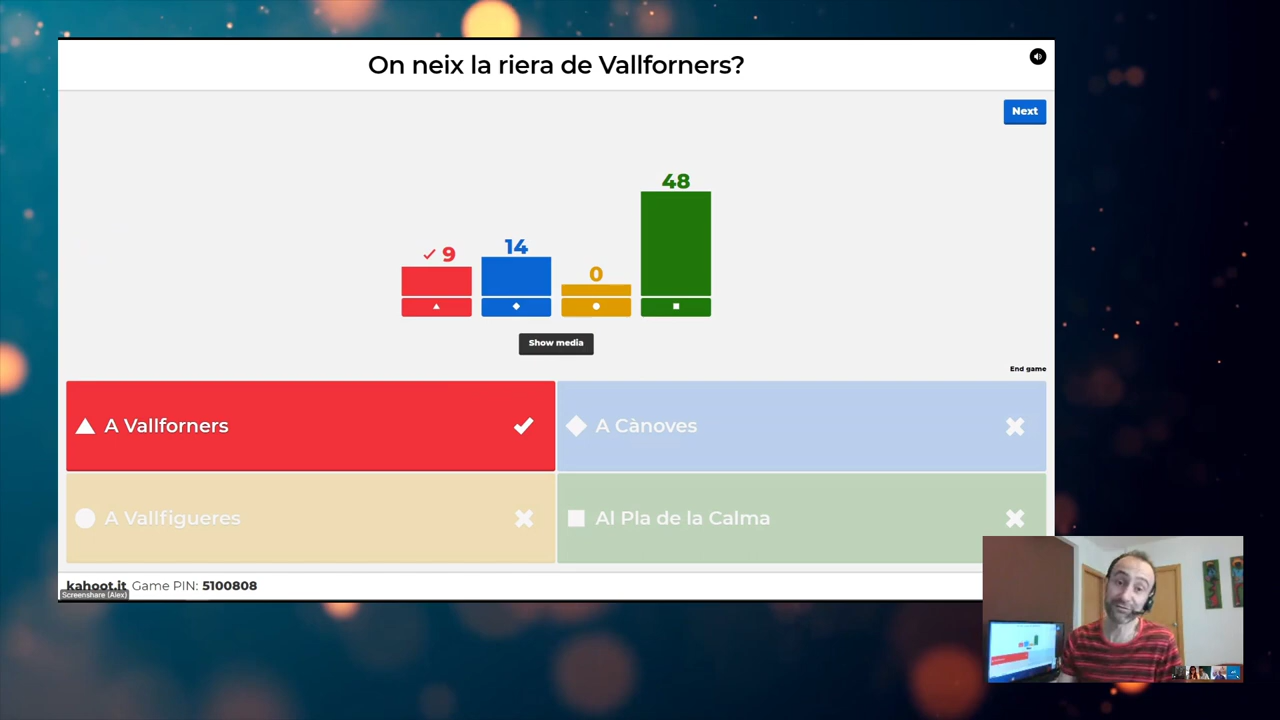 On neix la riera de Vallforners?
Next
9
14
0
48
Show media
End game
A Vallforners
A Cànoves
A Vallfigueres
Al Pla de la Calma
kahoot.it Game PIN: 5100808
Screenshare (Alex)